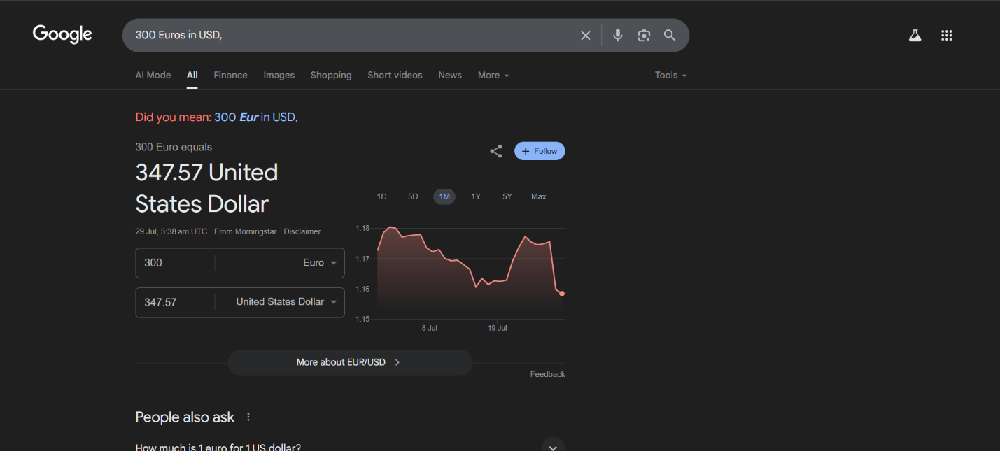 Google
300 Euros in USD,
AI Mode All Finance Images Shopping Short videos News More Tools
Did you mean: 300 Eur in USD,
300 Euro equals
Follow
347.57 United
States Dollar
1D 5D 1M 1Y 5Y Max
29 Jul, 5:38 am UTC · From Morningstar · Disclaimer
300 Euro
347.57 United States Dollar
1.18
1.17
1.16
1.15
8 Jul 19 Jul
More about EUR/USD
Feedback
People also ask
How much is 1 euro for 1 US dollar?